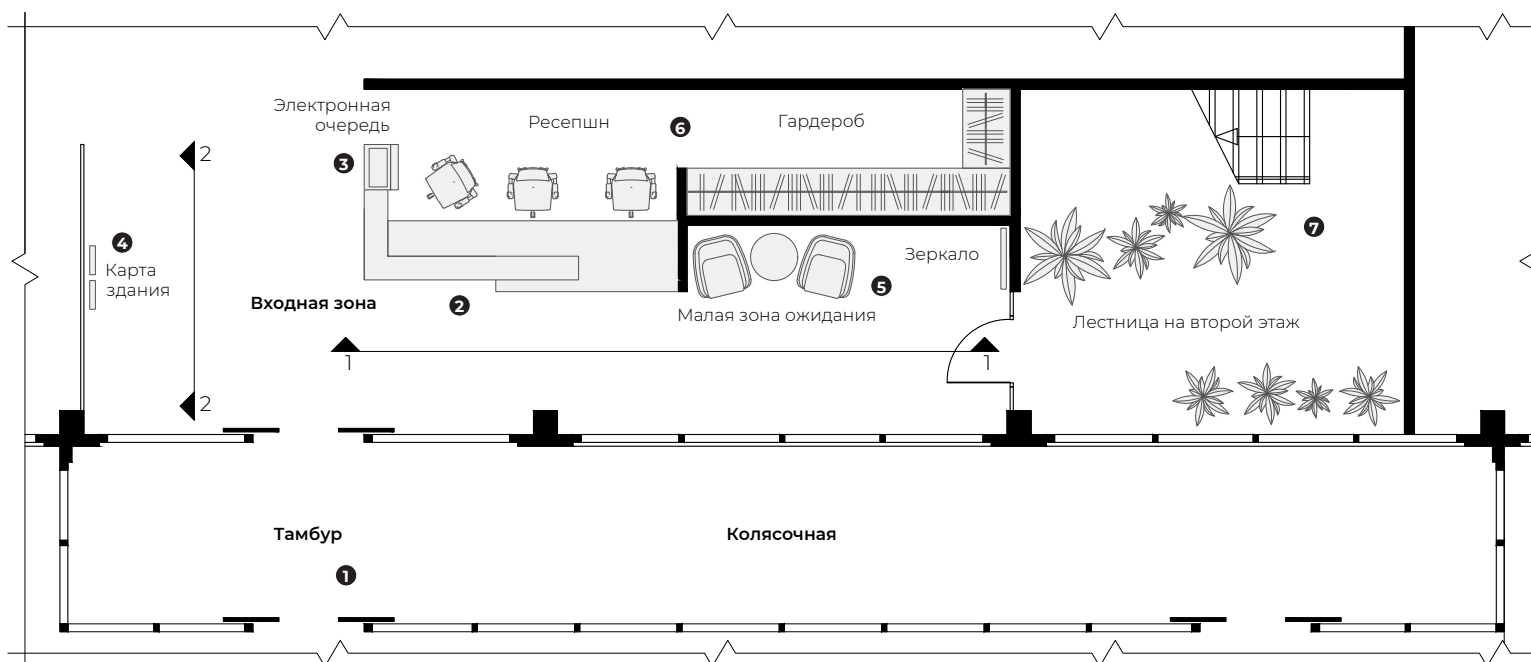 Электронная
очередь
3
2
Ресепшн
6
Гардероб
4
Карта
здания
Входная зона
2
Зеркало
5
Малая зона ожидания
7
Лестница на второй этаж
1
1
2
Тамбур
Колясочная
1